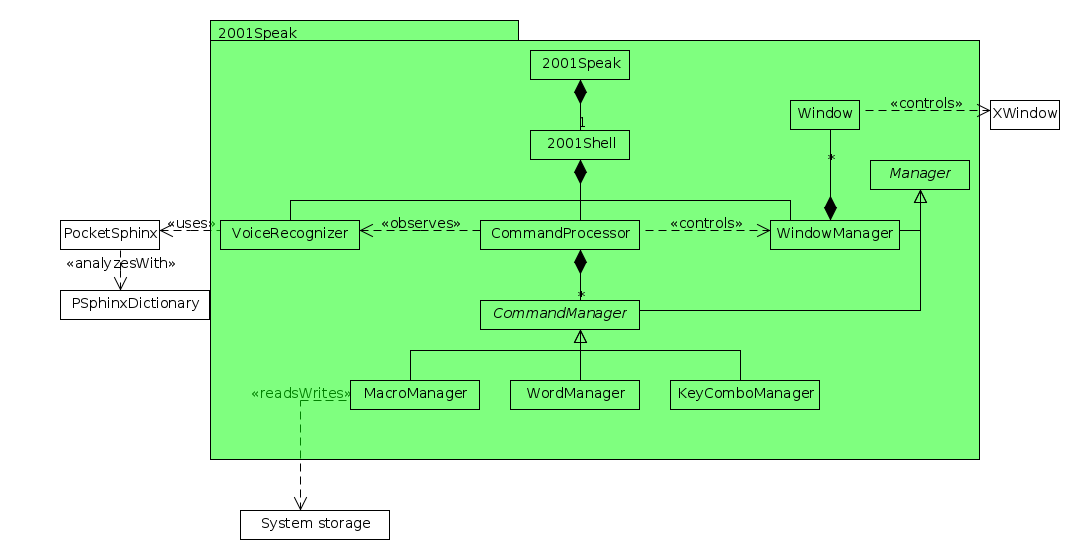 2001Speak
2001Speak
Window
«controls»
XWindow
1
2001Shell
*
Manager
PocketSphinx
«uses»
VoiceRecognizer
«observes»
CommandProcessor
«controls»
WindowManager
«analyzesWith»
PSphinxDictionary
*
CommandManager
«readsWrites»
MacroManager
WordManager
KeyComboManager
System storage